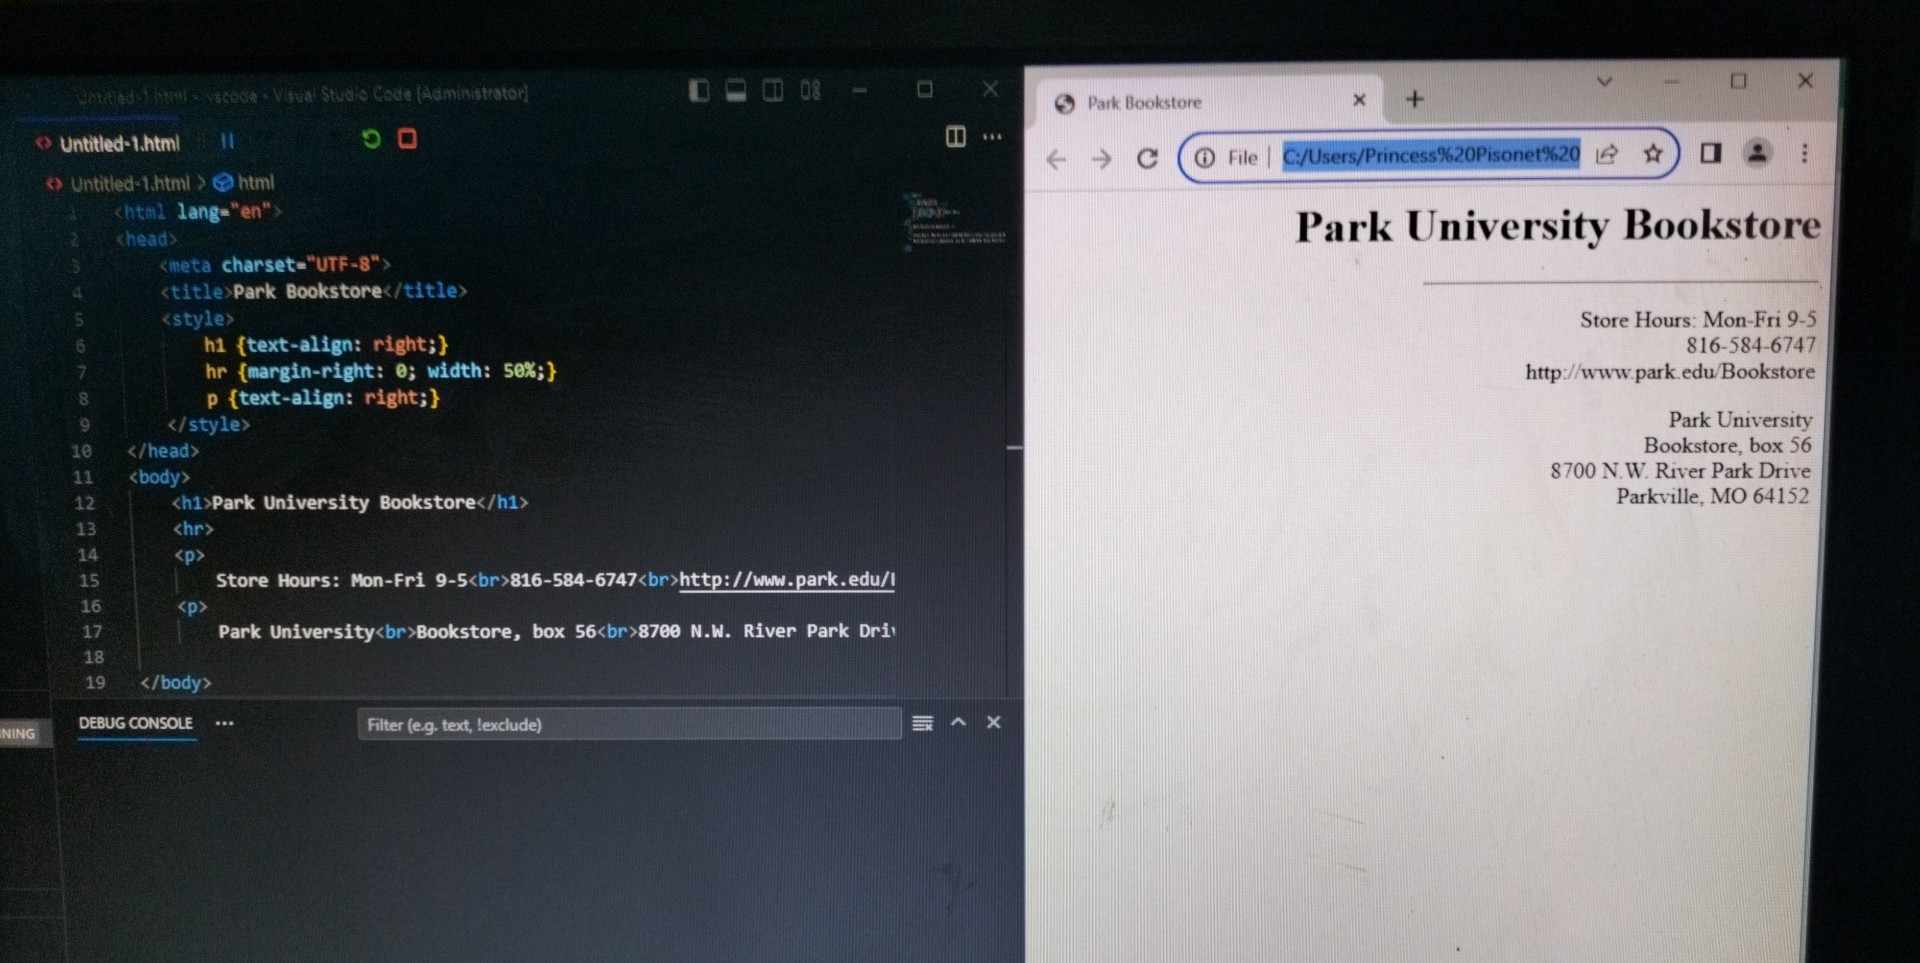 Untitled-1.html - vscode - Visual Studio Code [Administrator]
Untitled-1.html
Untitled-1.html > html
1 <html lang="en">
2 <head>
3 <meta charset="UTF-8">
4 <title>Park Bookstore</title>
5 <style>
6 h1 {text-align: right;}
7 hr {margin-right: 0; width: 50%;}
8 p {text-align: right;}
9 </style>
10 </head>
11 <body>
12 <h1>Park University Bookstore</h1>
13 <hr>
14 <p>
15 Store Hours: Mon-Fri 9-5<br>816-584-6747<br>http://www.park.edu/
16 <p>
17 Park University<br>Bookstore, box 56<br>8700 N.W. River Park Dri
18
19 </body>
NING
DEBUG CONSOLE
Filter (e.g. text, !exclude)
Park Bookstore
File | C:/Users/Princess%20Pisonet%20
Park University Bookstore
Store Hours: Mon-Fri 9-5
816-584-6747
http://www.park.edu/Bookstore
Park University
Bookstore, box 56
8700 N.W. River Park Drive
Parkville, MO 64152